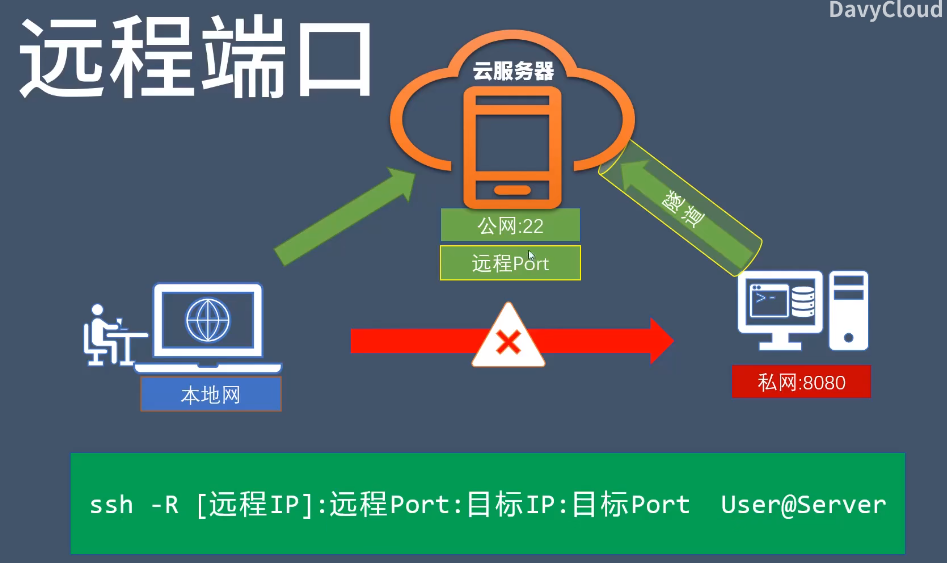 DavyCloud
远程端口
云服务器
公网:22
远程Port
隧道
>-
本地网
私网:8080
ssh -R [远程IP]:远程Port:目标IP:目标Port User@Server